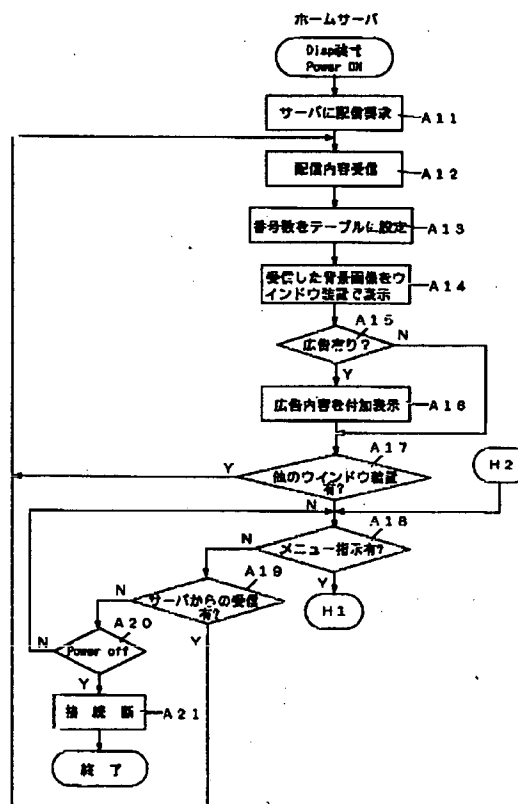 ホームサーバ
Disp装置
Power ON
サーバに配信要求
A11
配信内容受信
A12
番号数をテーブルに設定
A13
受信した背景画像をウ
インドウ装置で表示
A14
A15
広告有り?
N
Y
広告内容を付加表示
A16
A17
他のウインドウ装置
有?
Y
N
H2
A18
メニュー指示有?
N
Y
H1
A19
サーバからの受信
有?
N
Y
A20
Power off
N
Y
接続断
A21
終了